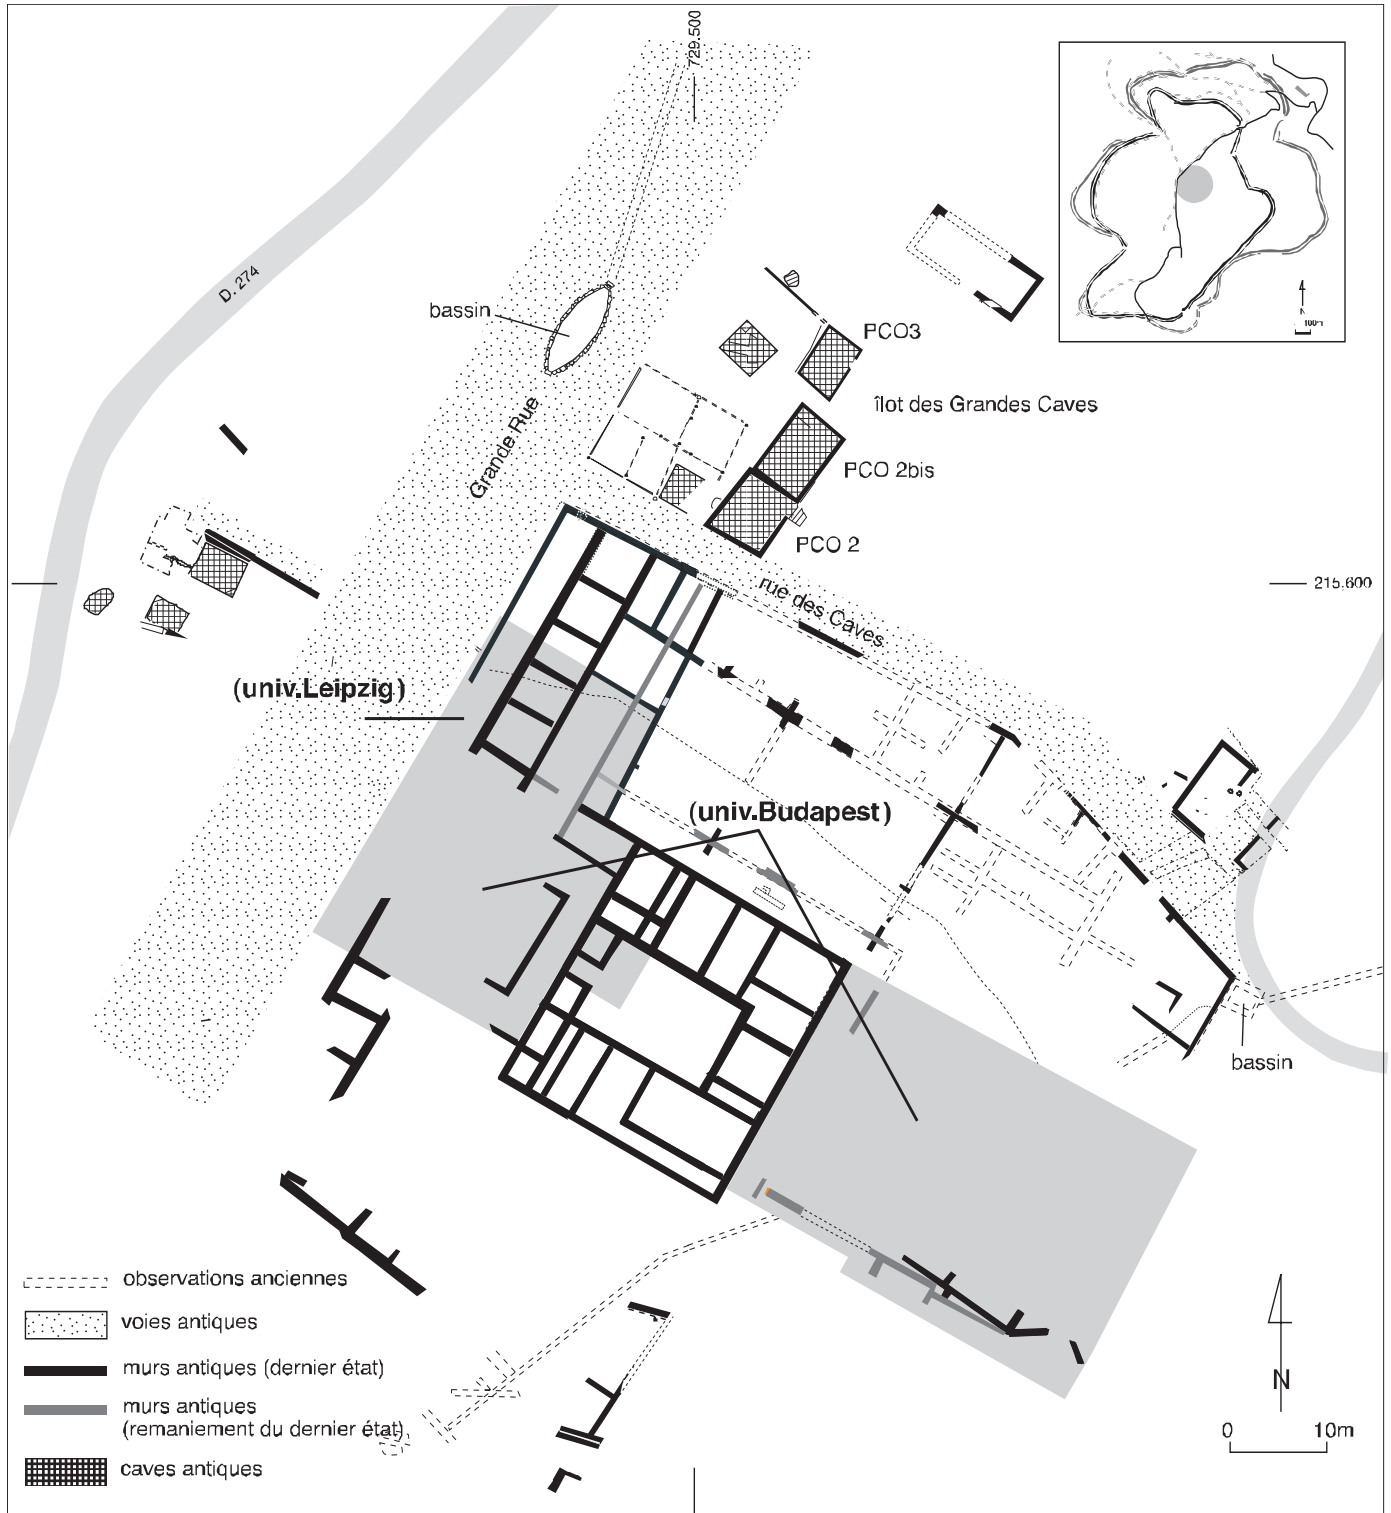 729.500
D. 274
bassin
PCO3
îlot des Grandes Caves
Grande Rue
PCO 2bis
PCO 2
rue des Caves
215,600
(univ.Leipzig)
(univ.Budapest)
bassin
observations anciennes
voies antiques
murs antiques (dernier état)
murs antiques
(remaniement du dernier état)
caves antiques
N
0 10m
N
100m